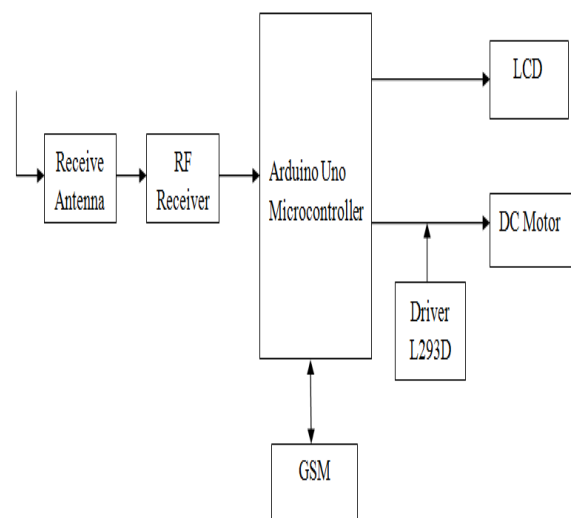 LCD
Receive
Antenna
RF
Receiver
Arduino Uno
Microcontroller
DC Motor
Driver
L293D
GSM